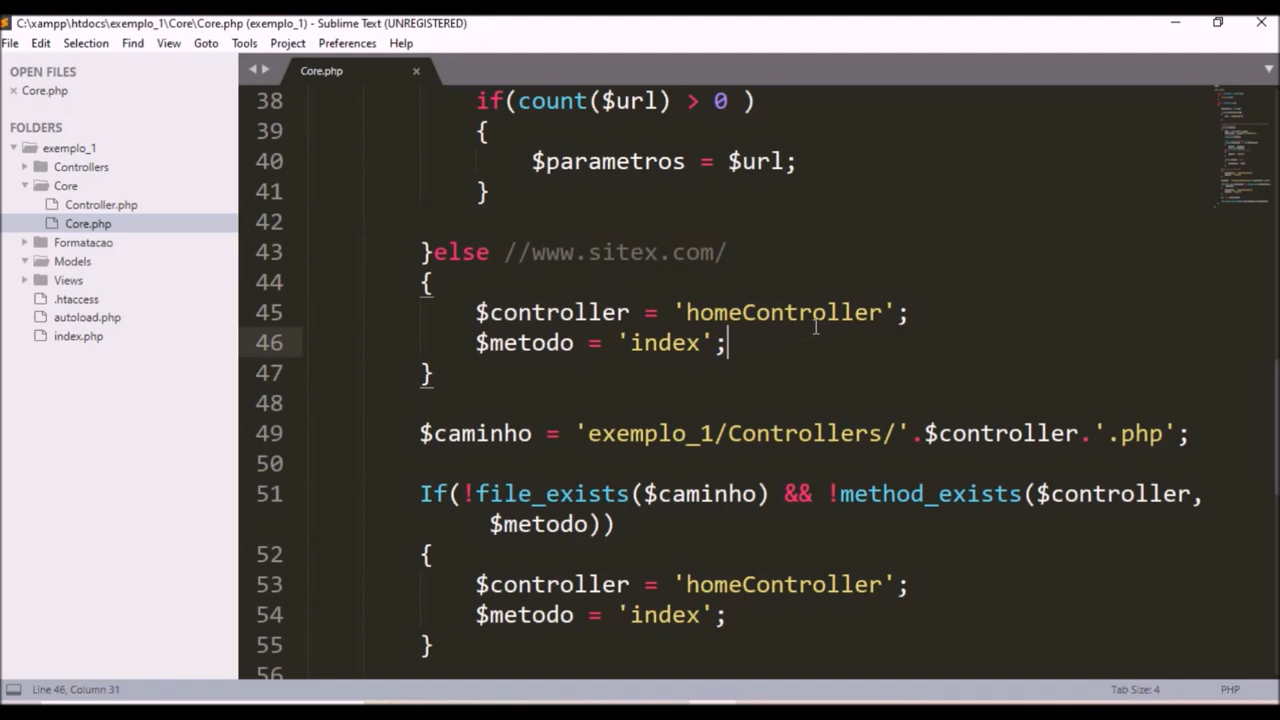 C:\xampp\htdocs\exemplo_1\Core\Core.php (exemplo_1) - Sublime Text (UNREGISTERED)
File Edit Selection Find View Goto Tools Project Preferences Help
OPEN FILES
Core.php
FOLDERS
exemplo_1
Controllers
Core
Controller.php
Core.php
Formatacao
Models
Views
.htaccess
autoload.php
index.php
Core.php
38 if(count($url) > 0 )
39 {
40 $parametros = $url;
41 }
42
43 }else //www.sitex.com/
44 {
45 $controller = 'homeController';
46 $metodo = 'index';
47 }
48
49 $caminho = 'exemplo_1/Controllers/'.$controller.'.php';
50
51 If(!file_exists($caminho) && !method_exists($controller,
$metodo))
52 {
53 $controller = 'homeController';
54 $metodo = 'index';
55 }
56
Line 46, Column 31
Tab Size: 4
PHP